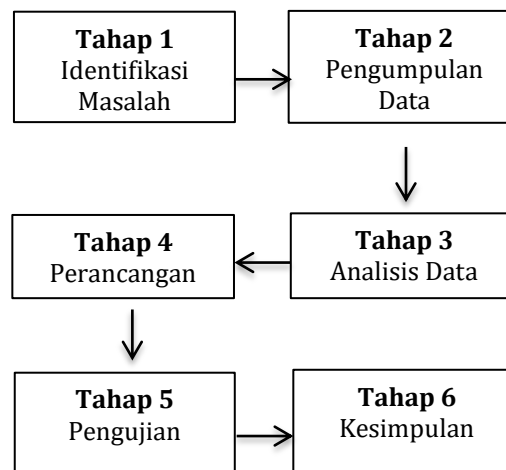 Tahap 1
Identifikasi
Masalah
Tahap 2
Pengumpulan
Data
Tahap 3
Analisis Data
Tahap 4
Perancangan
Tahap 5
Pengujian
Tahap 6
Kesimpulan